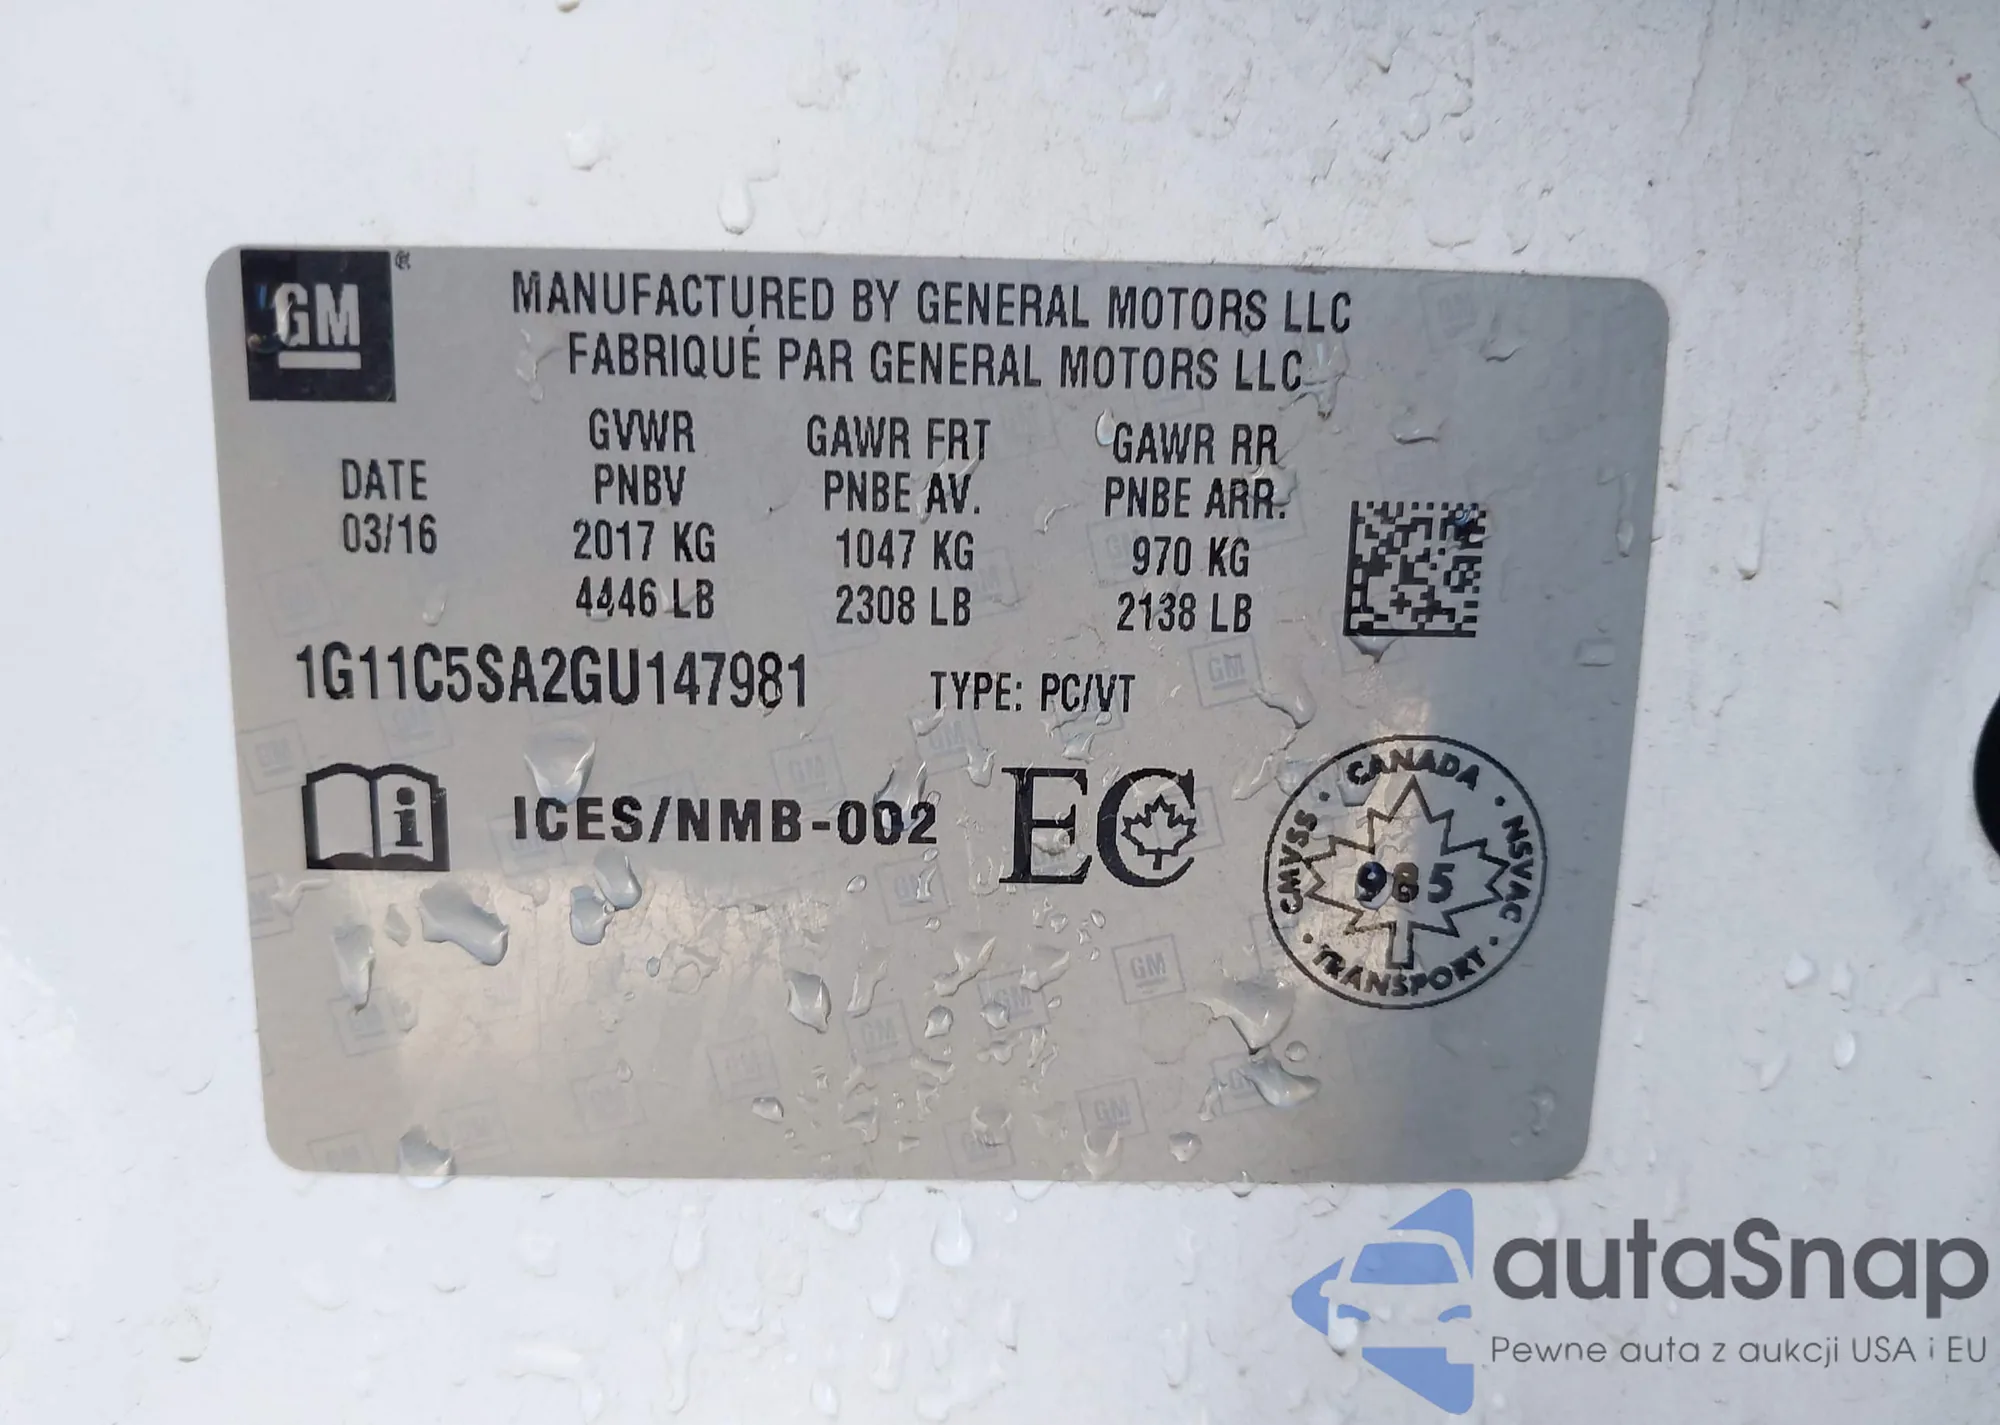 GM
MANUFACTURED BY GENERAL MOTORS LLC
FABRIQUÉ PAR GENERAL MOTORS LLC
DATE
03/16
GVWR
PNBV
2017 KG
4446 LB
GAWR FRT
PNBE AV.
1047 KG
2308 LB
GAWR RR
PNBE ARR.
970 KG
2138 LB
1G11C5SA2GU147981
TYPE: PC/VT
i ICES/NMB-002
EC
CANADA
CMVSS · NSVAC
985
TRANSPORT
autaSnap
Pewne auta z aukcji USA i EU